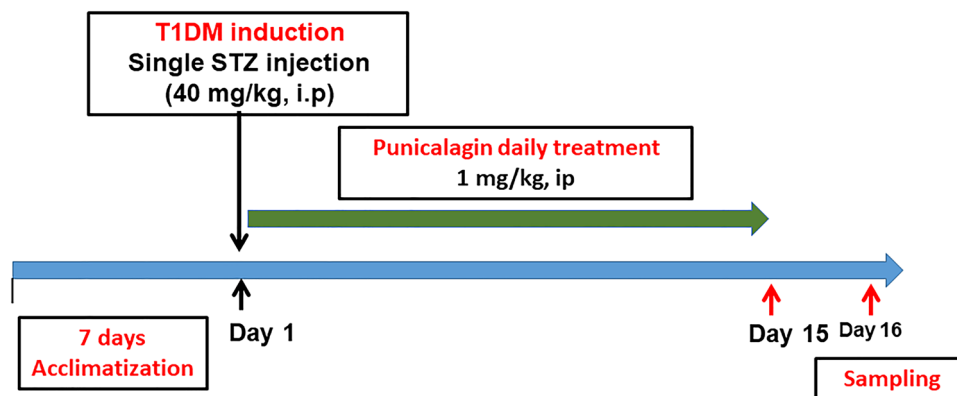 T1DM induction
Single STZ injection
(40 mg/kg, i.p)
Punicalagin daily treatment
1 mg/kg, ip
7 days
Acclimatization
Day 1
Day 15
Day 16
Sampling